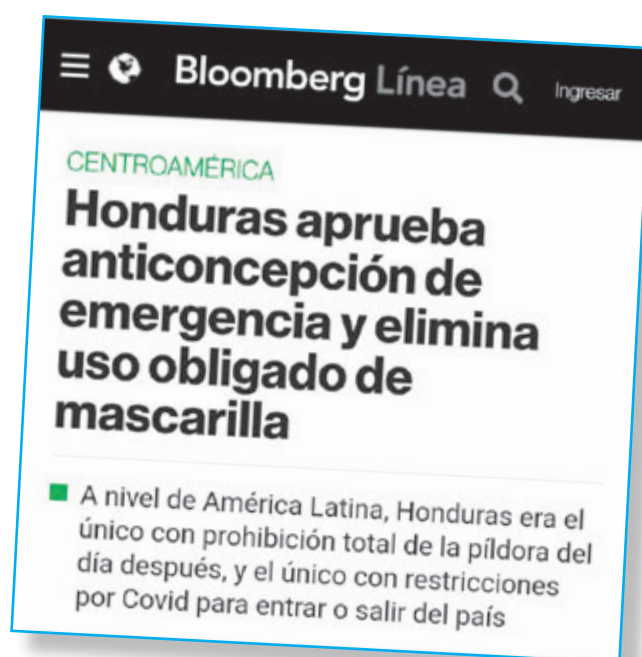 Bloomberg Línea Ingresar
CENTROAMÉRICA
Honduras aprueba
anticoncepción de
emergencia y elimina
uso obligado de
mascarilla
A nivel de América Latina, Honduras era el
único con prohibición total de la píldora del
día después, y el único con restricciones
por Covid para entrar o salir del país